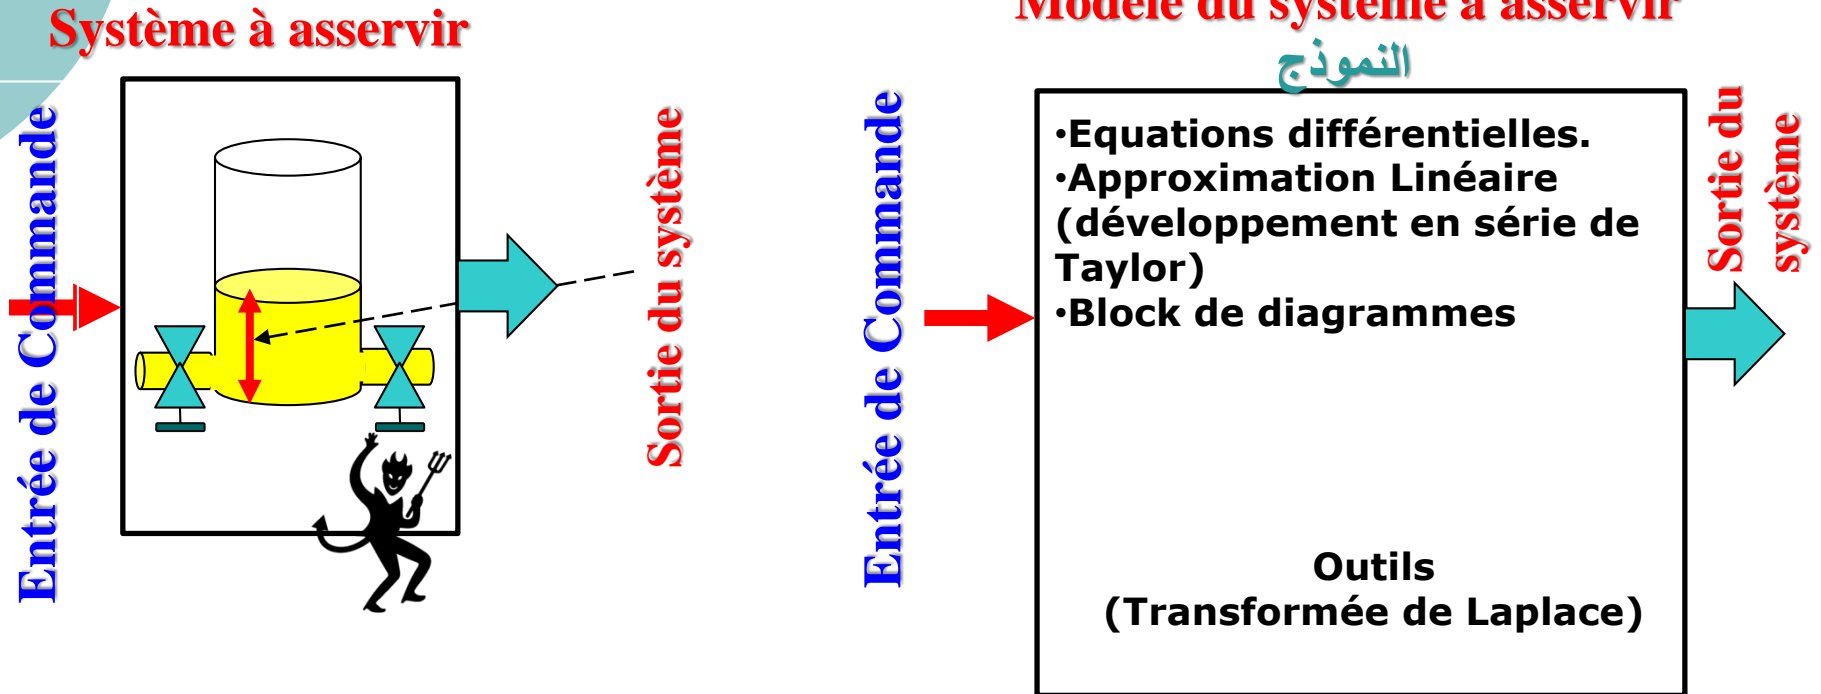 Système à asservir
Entrée de Commande
Sortie du système
Modèle du système à asservir
النموذج
Entrée de Commande
•Equations différentielles.
•Approximation Linéaire
(développement en série de
Taylor)
•Block de diagrammes
Outils
(Transformée de Laplace)
Sortie du
système